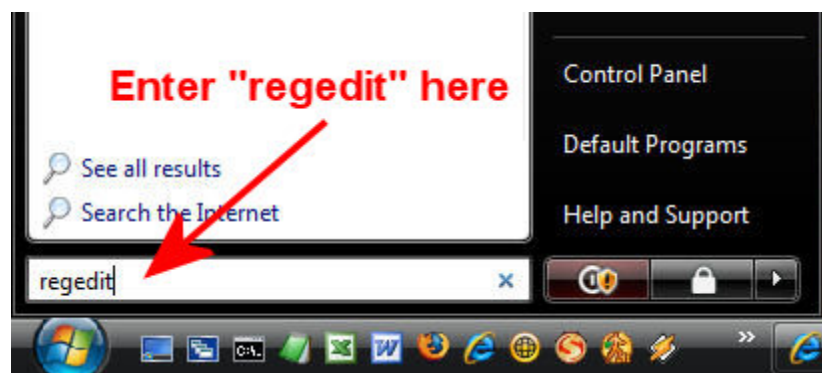 Enter "regedit" here
See all results
Search the Internet
regedit
Control Panel
Default Programs
Help and Support
C:\.